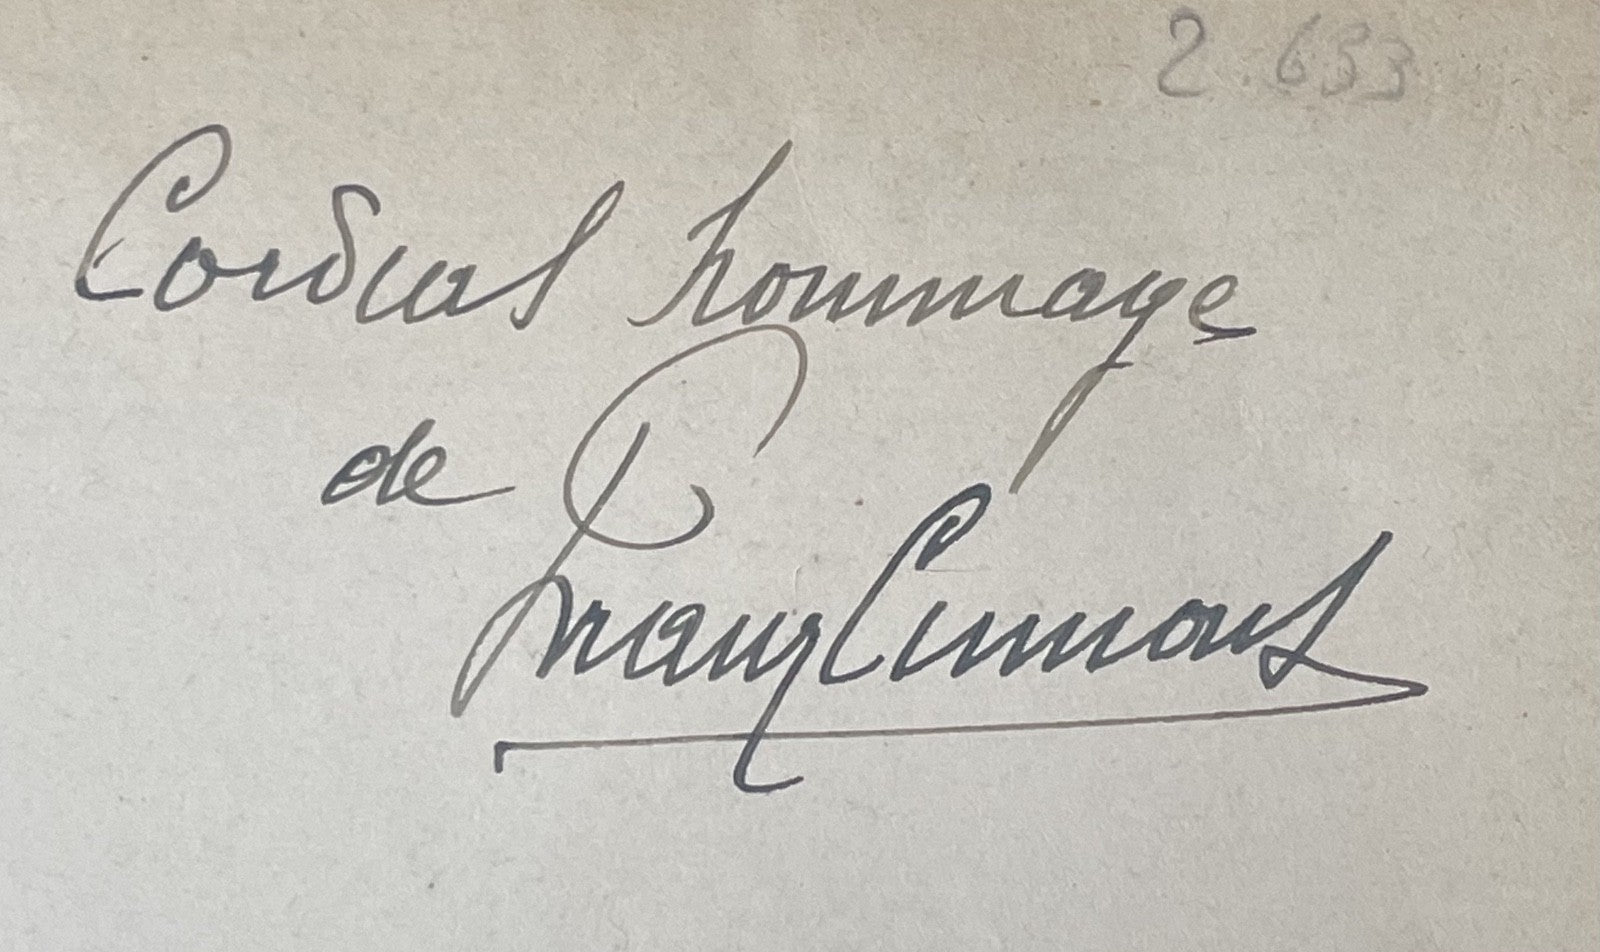 2.653
Cordial hommage
de
Franz Cumont